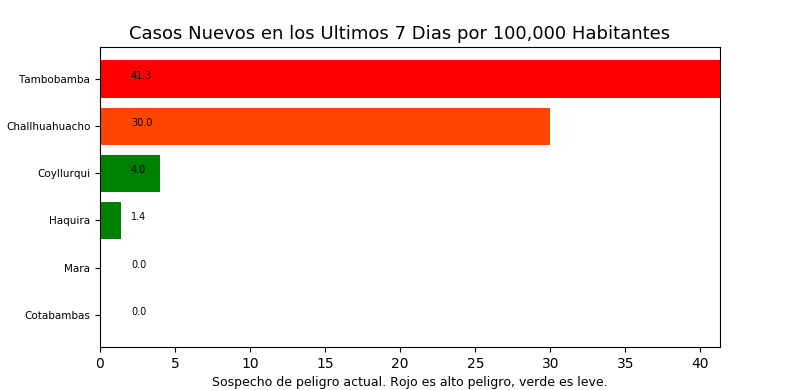 Casos Nuevos en los Ultimos 7 Dias por 100,000 Habitantes
Tambobamba 41.3
Challhuahuacho 30.0
Coyllurqui 4.0
Haquira 1.4
Mara 0.0
Cotabambas 0.0
0 5 10 15 20 25 30 35 40
Sospecho de peligro actual. Rojo es alto peligro, verde es leve.